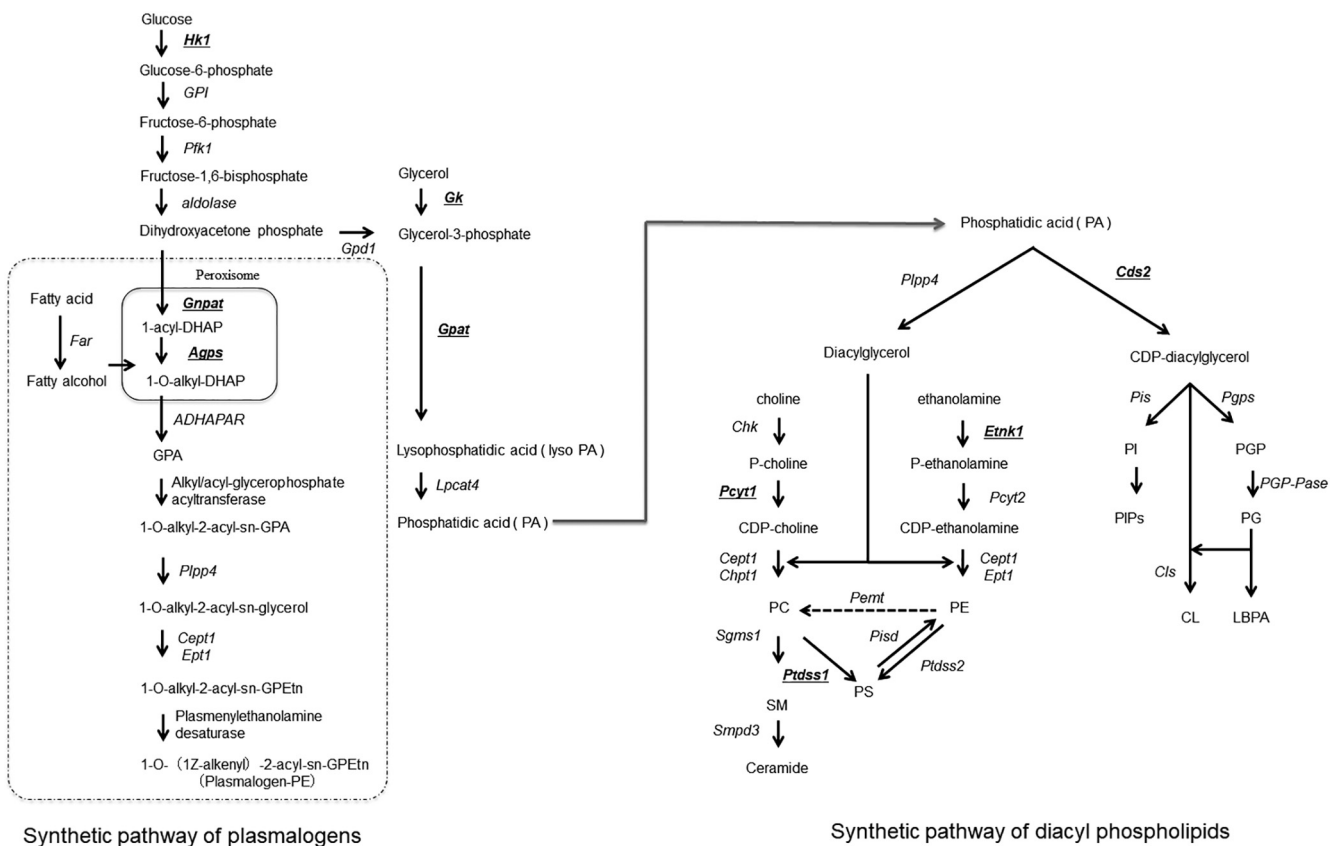 Glucose
Hk1
Glucose-6-phosphate
GPI
Fructose-6-phosphate
Pfk1
Fructose-1,6-bisphosphate
aldolase
Dihydroxyacetone phosphate
Gpd1
Glycerol
Gk
Glycerol-3-phosphate
Gpat
Lysophosphatidic acid ( lyso PA)
Lpcat4
Phosphatidic acid ( PA )
Peroxisome
Fatty acid
Far
Fatty alcohol
Gnpat
1-acyl-DHAP
Agps
1-O-alkyl-DHAP
ADHAPAR
GPA
Alkyl/acyl-glycerophosphate
acyltransferase
1-O-alkyl-2-acyl-sn-GPA
Plpp4
1-O-alkyl-2-acyl-sn-glycerol
Cept1
Ept1
1-O-alkyl-2-acyl-sn-GPEtn
Plasmenylethanolamine
desaturase
1-O-（1Z-alkenyl）-2-acyl-sn-GPEtn
（Plasmalogen-PE）
Synthetic pathway of plasmalogens
Phosphatidic acid ( PA )
Plpp4
Cds2
Diacylglycerol
CDP-diacylglycerol
choline
Chk
P-choline
Pcyt1
CDP-choline
Cept1
Chpt1
ethanolamine
Etnk1
P-ethanolamine
Pcyt2
CDP-ethanolamine
Cept1
Ept1
PC
Pemt
PE
Sgms1
Ptdss1
Pisd
Ptdss2
PS
SM
Smpd3
Ceramide
Pis
Pgps
PI
PGP
PGP-Pase
PIPs
PG
Cls
CL
LBPA
Synthetic pathway of diacyl phospholipids